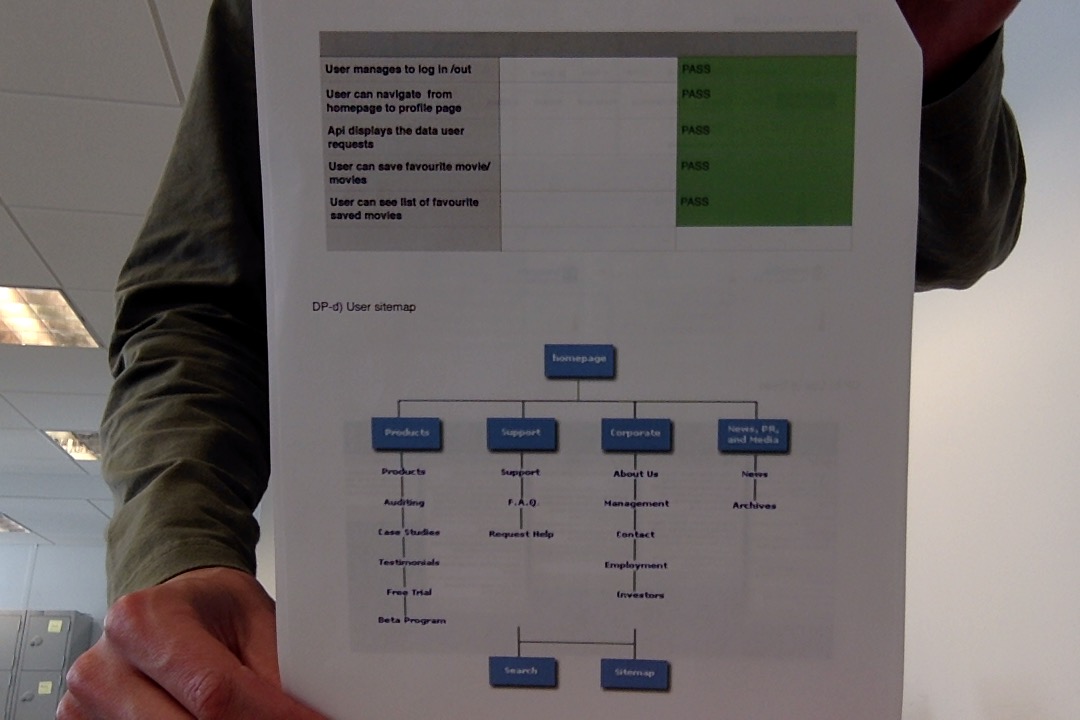 User manages to log in /out
PASS
User can navigate from
homepage to profile page
PASS
Api displays the data user
requests
PASS
User can save favourite movie/
movies
PASS
User can see list of favourite
saved movies
PASS
DP-d) User sitemap
homepage
Products
Support
Corporate
News, PR,
and Media
Products
Auditing
Case Studies
Testimonials
Free Trial
Beta Program
Support
F.A.Q.
Request Help
About Us
Management
Contact
Employment
Investors
News
Archives
Search
Sitemap